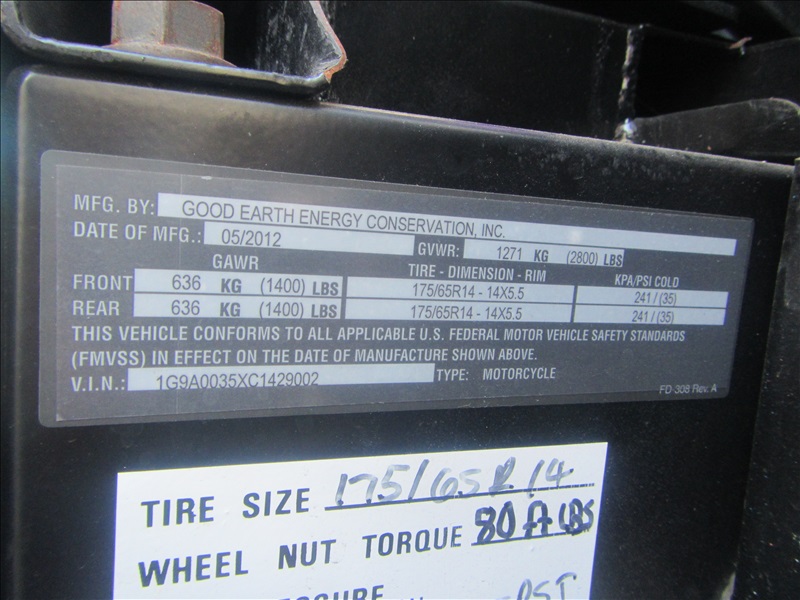 MFG. BY: GOOD EARTH ENERGY CONSERVATION, INC.
DATE OF MFG.: 05/2012 GVWR: 1271 KG (2800) LBS
GAWR TIRE - DIMENSION - RIM KPA/PSI COLD
FRONT 636 KG (1400) LBS 175/65R14 - 14X5.5 241 / (35)
REAR 636 KG (1400) LBS 175/65R14 - 14X5.5 241 / (35)
THIS VEHICLE CONFORMS TO ALL APPLICABLE U.S. FEDERAL MOTOR VEHICLE SAFETY STANDARDS
(FMVSS) IN EFFECT ON THE DATE OF MANUFACTURE SHOWN ABOVE.
V.I.N.: 1G9A0035XC1429002 TYPE: MOTORCYCLE
FD 308 Rev. A
TIRE SIZE 175/65R14
WHEEL NUT TORQUE 80